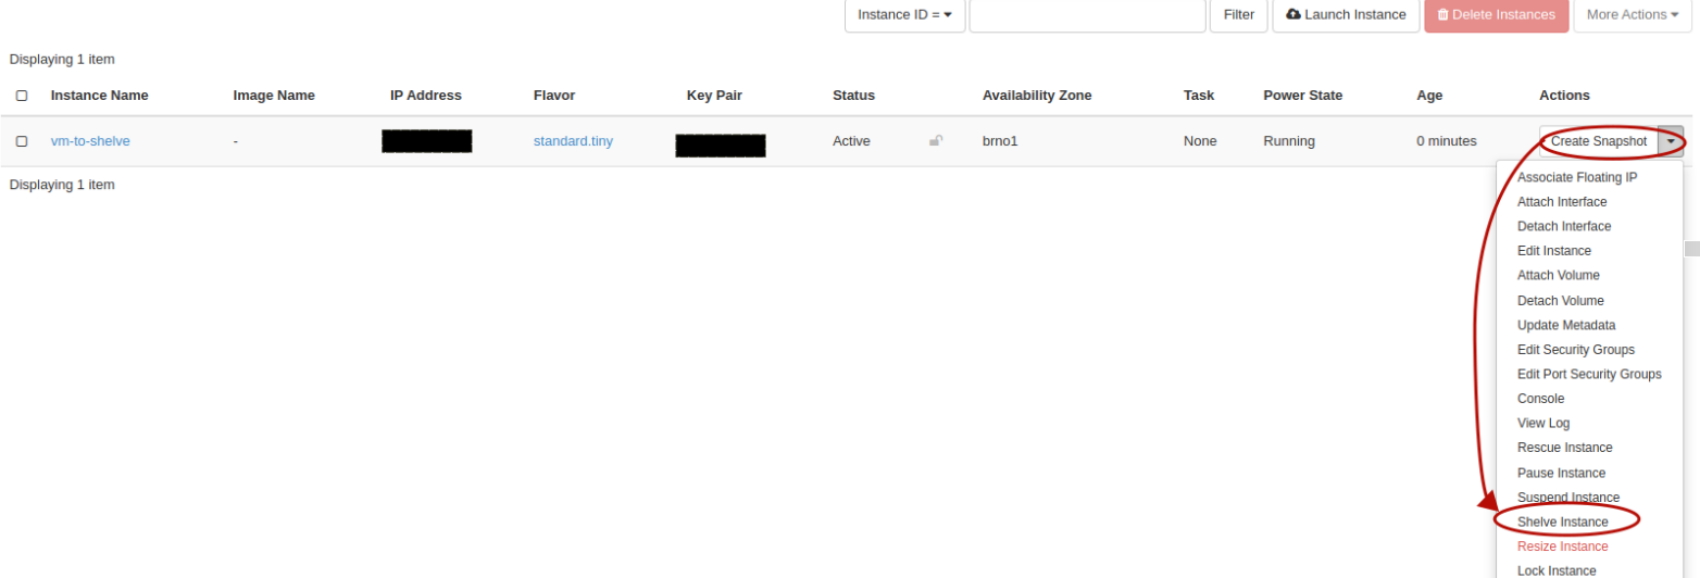 Instance ID = Filter Launch Instance Delete Instances More Actions
Displaying 1 item
Instance Name Image Name IP Address Flavor Key Pair Status Availability Zone Task Power State Age Actions
vm-to-shelve - standard.tiny Active brno1 None Running 0 minutes Create Snapshot
Displaying 1 item
Associate Floating IP
Attach Interface
Detach Interface
Edit Instance
Attach Volume
Detach Volume
Update Metadata
Edit Security Groups
Edit Port Security Groups
Console
View Log
Rescue Instance
Pause Instance
Suspend Instance
Shelve Instance
Resize Instance
Lock Instance